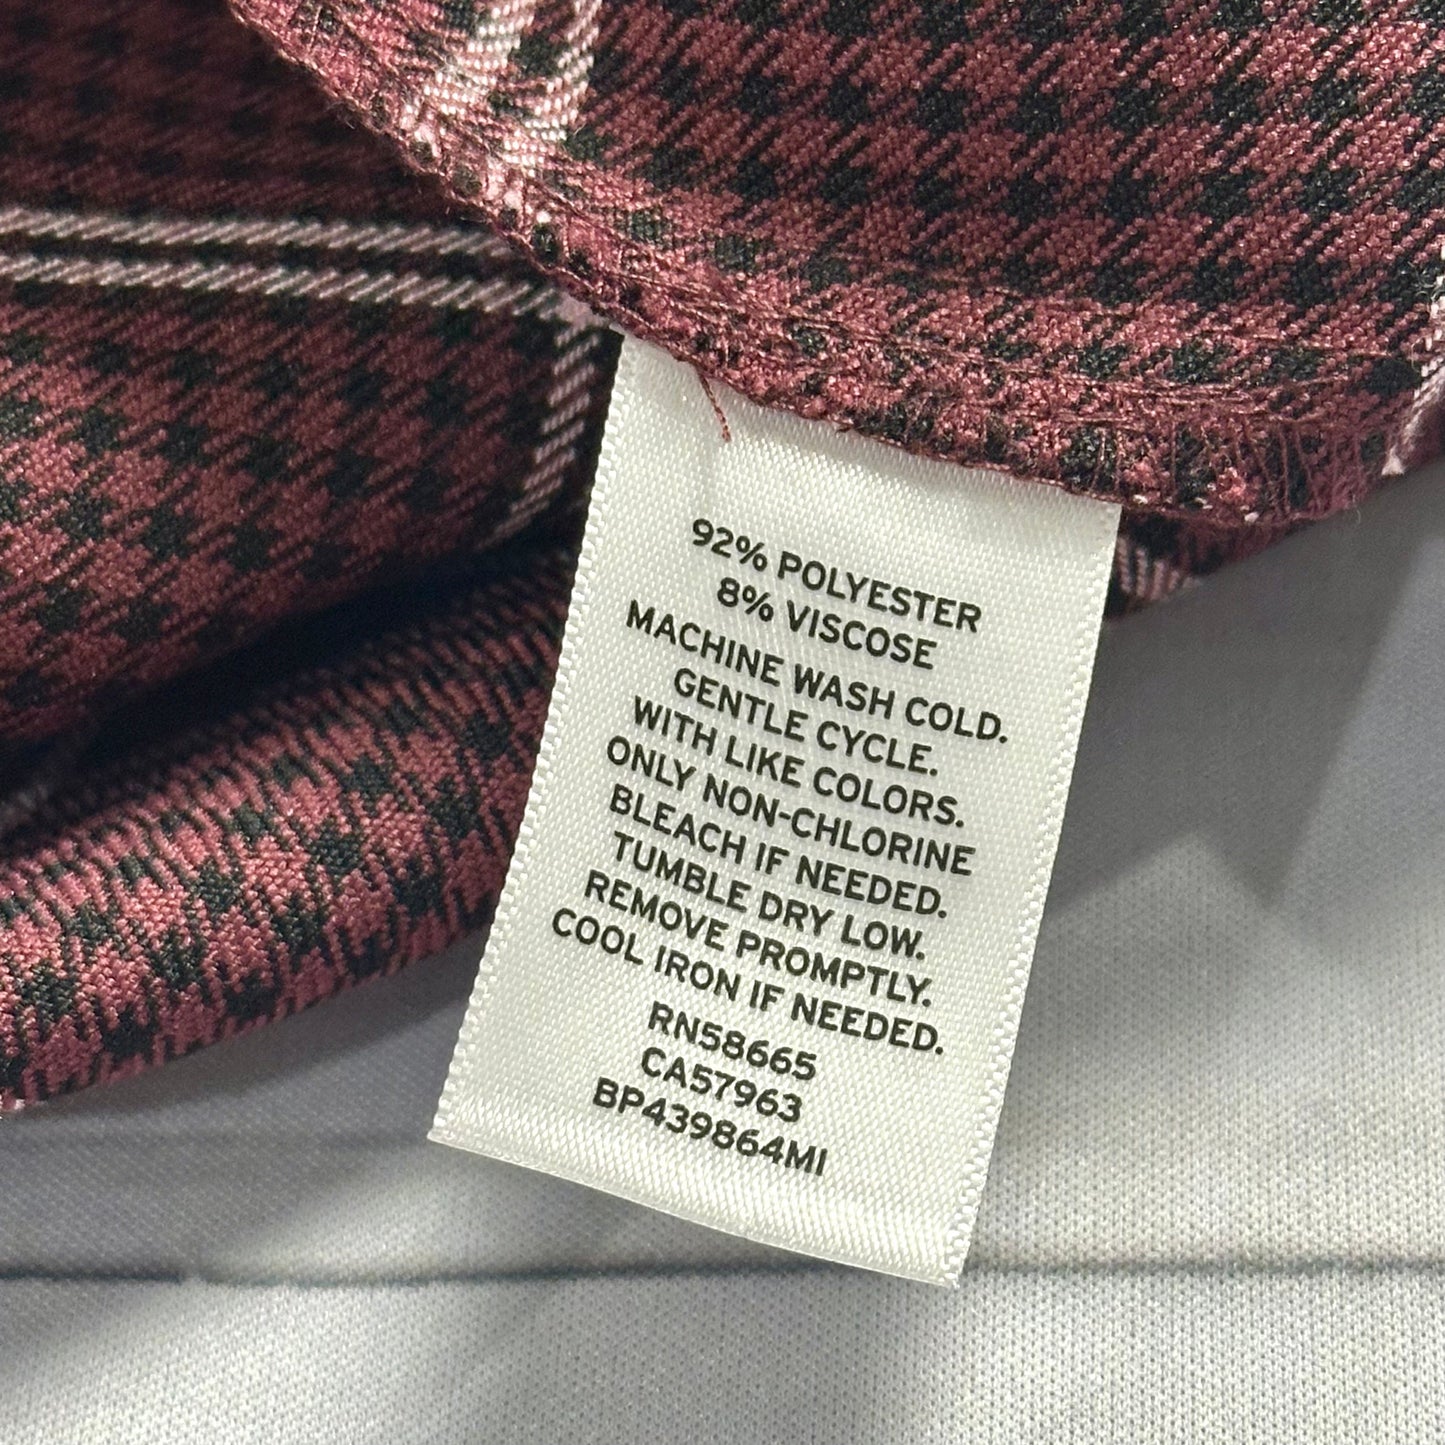 92% POLYESTER
8% VISCOSE
MACHINE WASH COLD.
GENTLE CYCLE.
WITH LIKE COLORS.
ONLY NON-CHLORINE
BLEACH IF NEEDED.
TUMBLE DRY LOW.
REMOVE PROMPTLY.
COOL IRON IF NEEDED.
RN58665
CA57963
BP439864MI